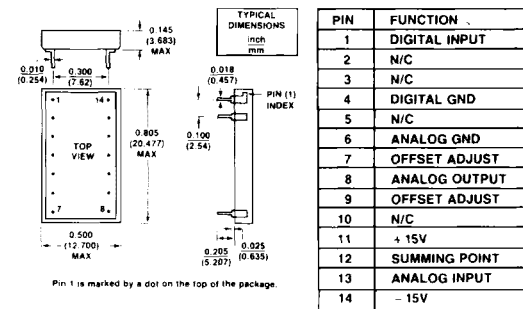 TYPICAL
DIMENSIONS
inch
mm
0.145
(3.683)
MAX
0.010
(0.254)
0.300
(7.62)
0.018
(0.457)
PIN (1)
INDEX
1
14
TOP
VIEW
7
8
0.805
(20.477)
MAX
0.100
(2.54)
0.500
(12.700)
MAX
0.205
(5.207)
0.025
(0.635)
Pin 1 is marked by a dot on the top of the package.
PIN FUNCTION
1 DIGITAL INPUT
2 N/C
3 N/C
4 DIGITAL GND
5 N/C
6 ANALOG GND
7 OFFSET ADJUST
8 ANALOG OUTPUT
9 OFFSET ADJUST
10 N/C
11 + 15V
12 SUMMING POINT
13 ANALOG INPUT
14 − 15V